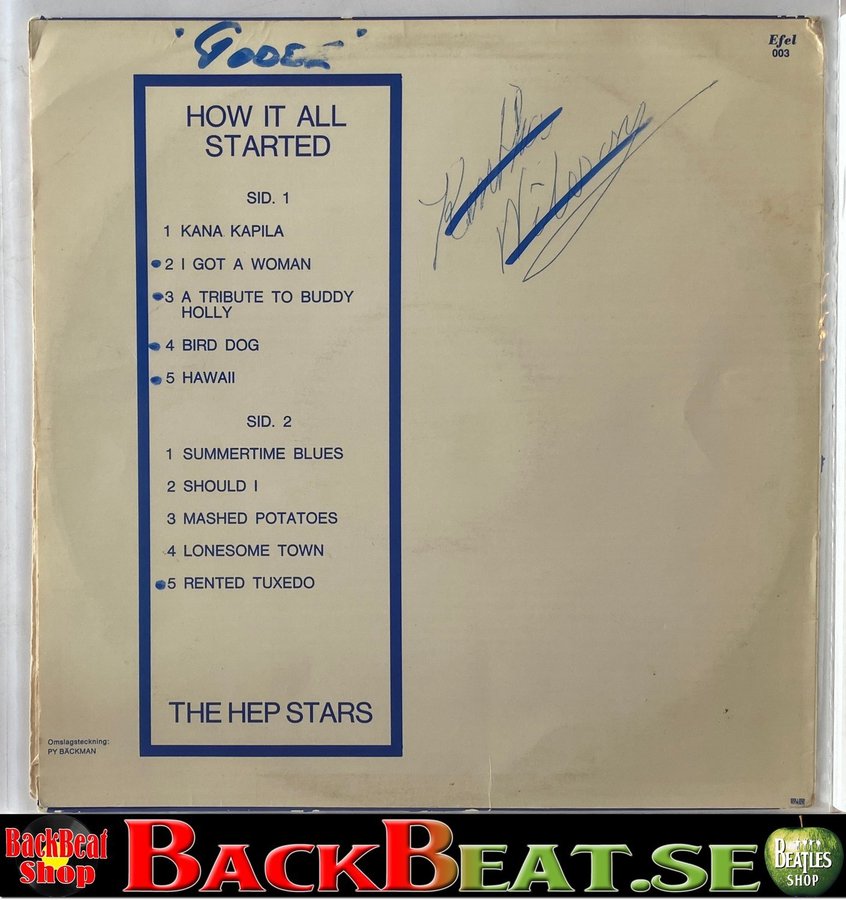 Efel
003
HOW IT ALL
STARTED
SID. 1
1 KANA KAPILA
2 I GOT A WOMAN
3 A TRIBUTE TO BUDDY
HOLLY
4 BIRD DOG
5 HAWAII
SID. 2
1 SUMMERTIME BLUES
2 SHOULD I
3 MASHED POTATOES
4 LONESOME TOWN
5 RENTED TUXEDO
THE HEP STARS
Omslagsteckning:
PY BÄCKMAN
BackBeat
Shop
BACKBEAT.SE
BEATLES
SHOP